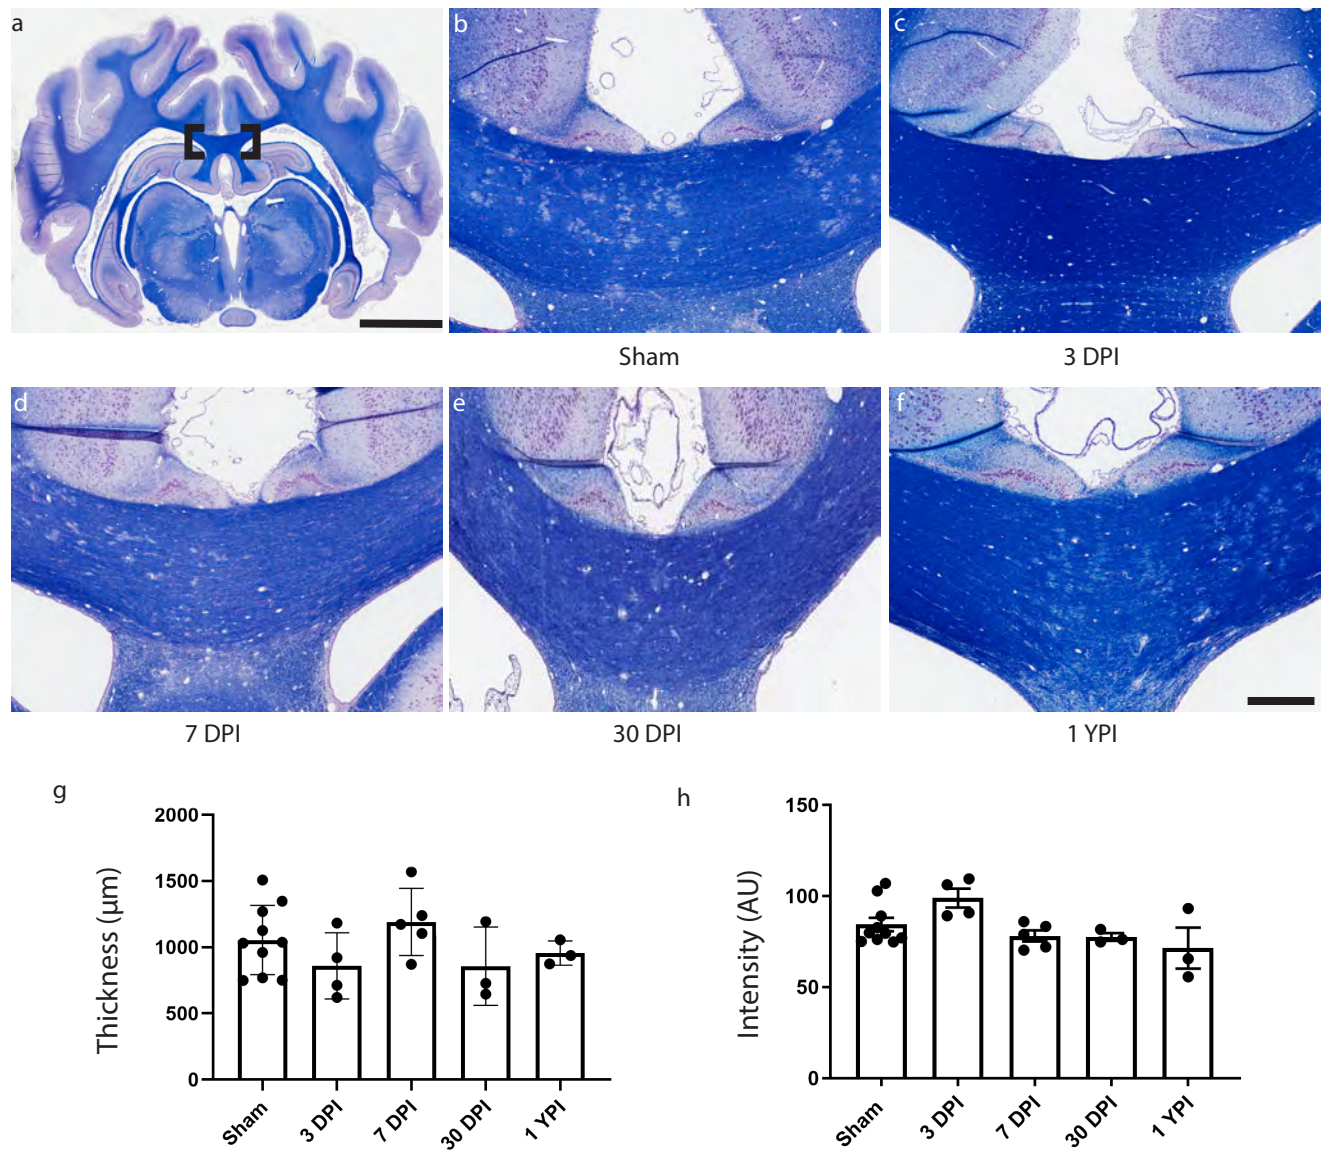 a
b
c
Sham
3 DPI
d
e
f
7 DPI
30 DPI
1 YPI
g
h
Thickness (μm)
2000
1500
1000
500
0
Sham
3 DPI
7 DPI
30 DPI
1 YPI
Intensity (AU)
150
100
50
0
Sham
3 DPI
7 DPI
30 DPI
1 YPI